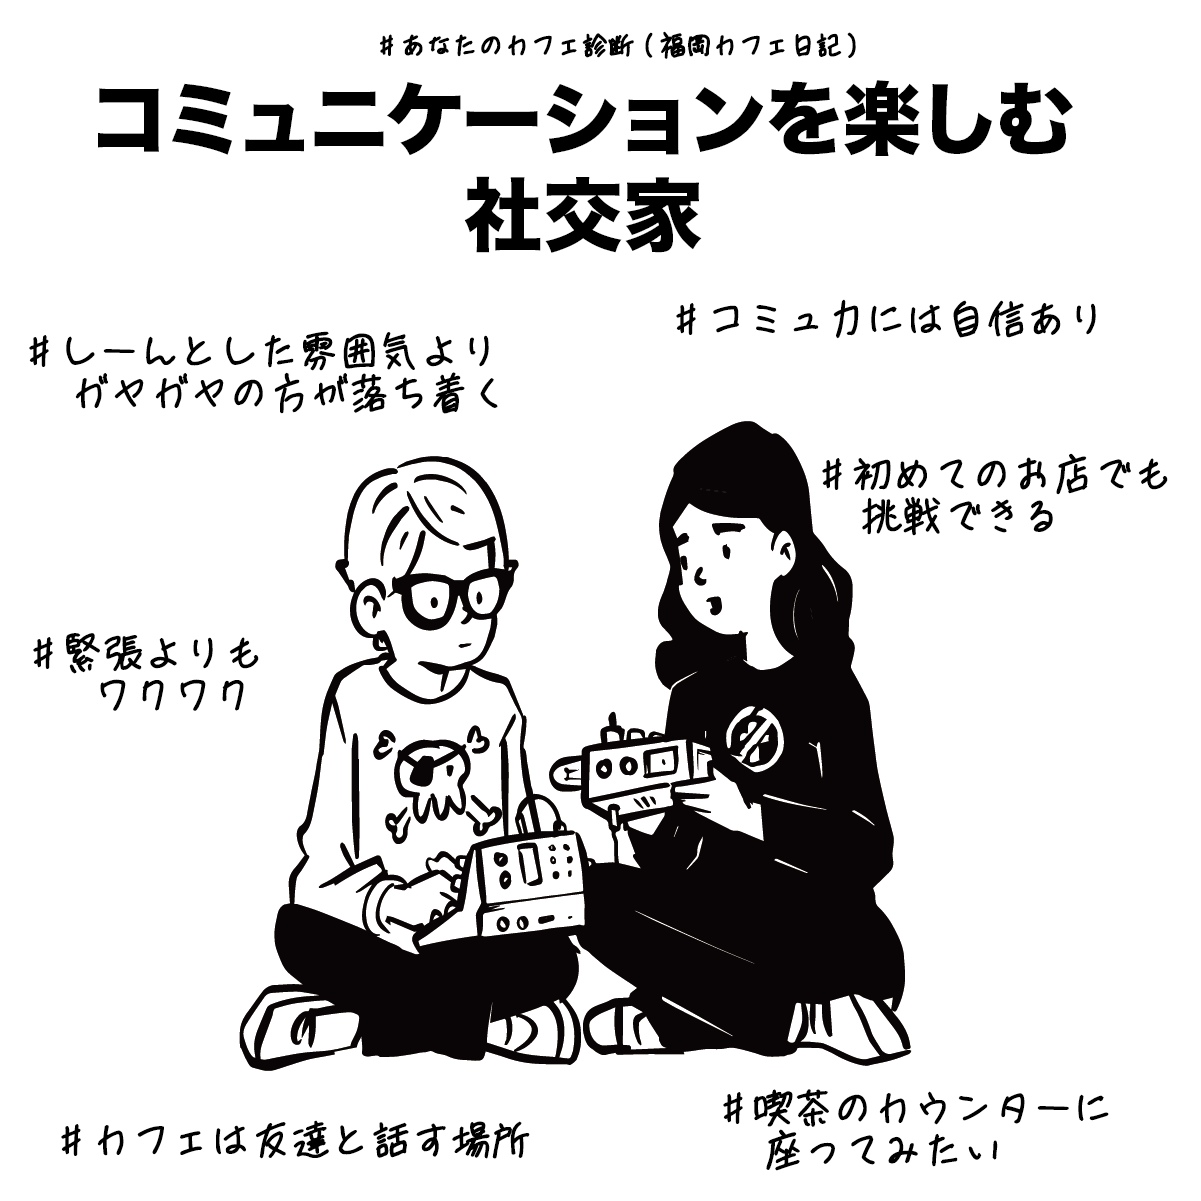 #あなたのカフェ診断(福岡カフェ日記)
コミュニケーションを楽しむ
社交家
#コミュ力には自信あり
#しーんとした雰囲気より
ガヤガヤの方が落ち着く
#初めてのお店でも
挑戦できる
#緊張よりも
ワクワク
#喫茶のカウンターに
座ってみたい
#カフェは友達と話す場所